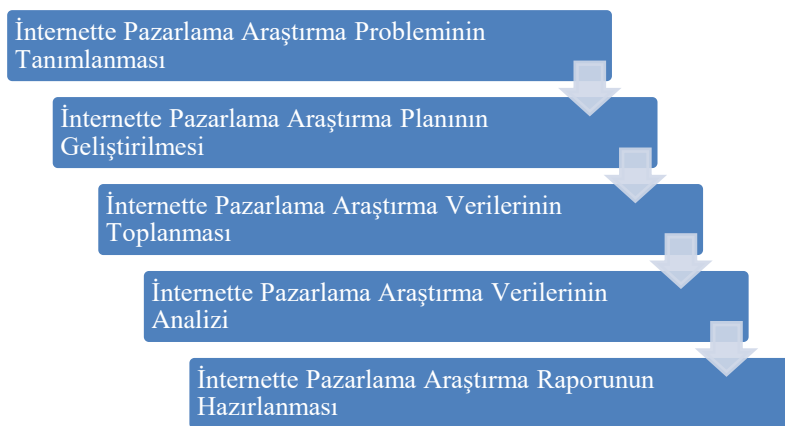 İnternette Pazarlama Araştırma Probleminin
Tanımlanması
İnternette Pazarlama Araştırma Planının
Geliştirilmesi
İnternette Pazarlama Araştırma Verilerinin
Toplanması
İnternette Pazarlama Araştırma Verilerinin
Analizi
İnternette Pazarlama Araştırma Raporunun
Hazırlanması